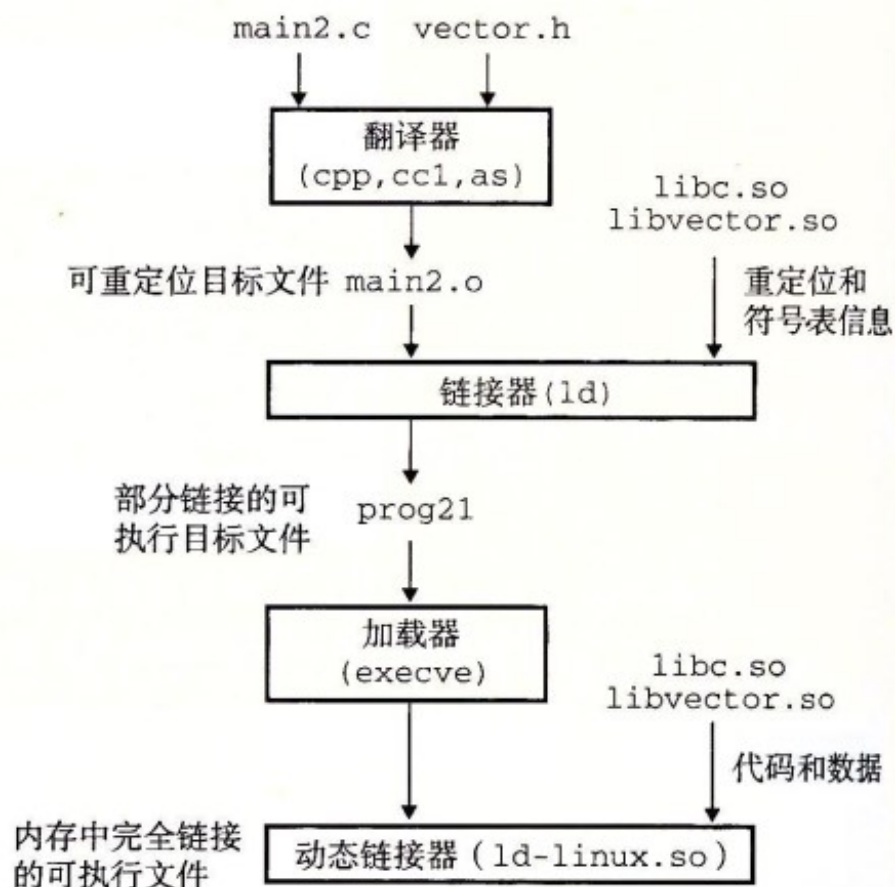 main2.c vector.h
翻译器
(cpp,cc1,as)
libc.so
libvector.so
可重定位目标文件 main2.o
重定位和
符号表信息
链接器(ld)
部分链接的可
执行目标文件
prog21
加载器
(execve)
libc.so
libvector.so
代码和数据
内存中完全链接
的可执行文件
动态链接器(ld-linux.so)